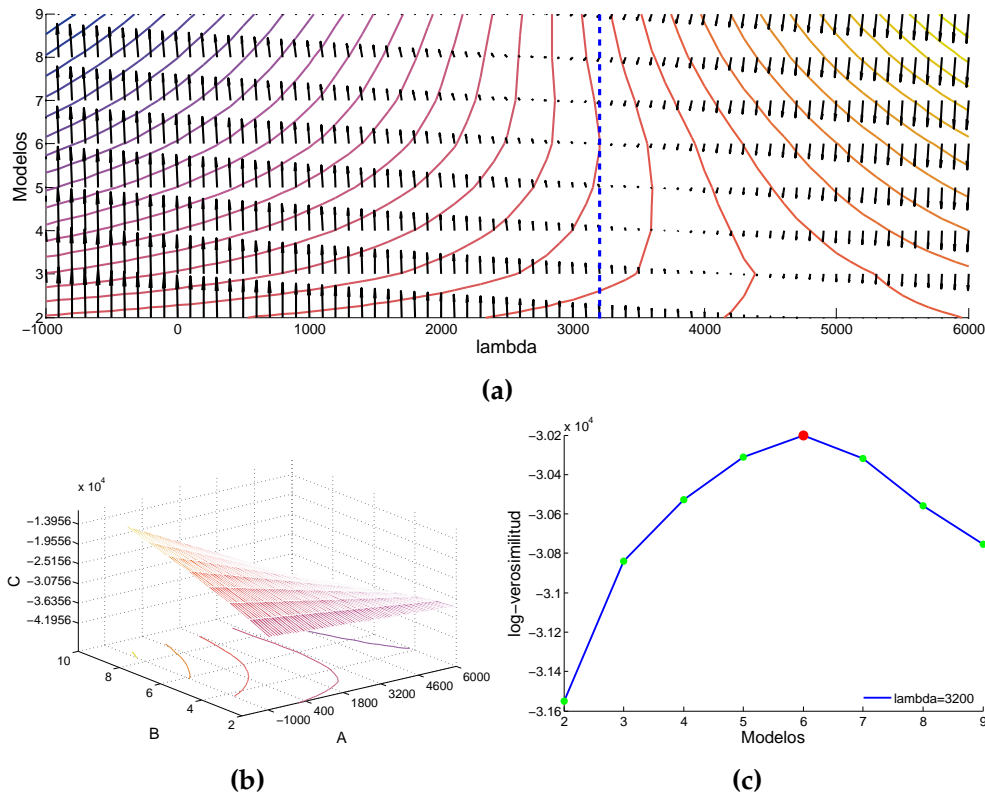 9
8
7
6
5
4
3
2
Modelos
−1000 0 1000 2000 3000 4000 5000 6000
lambda
(a)
x 10^4
−1.3956
−1.9556
−2.5156
−3.0756
−3.6356
−4.1956
C
10
8
6
4
2
B
−1000
400
1800
3200
4600
6000
A
(b)
x 10^4
−3.02
−3.04
−3.06
−3.08
−3.1
−3.12
−3.14
−3.16
log−verosimilitud
lambda=3200
2 3 4 5 6 7 8 9
Modelos
(c)